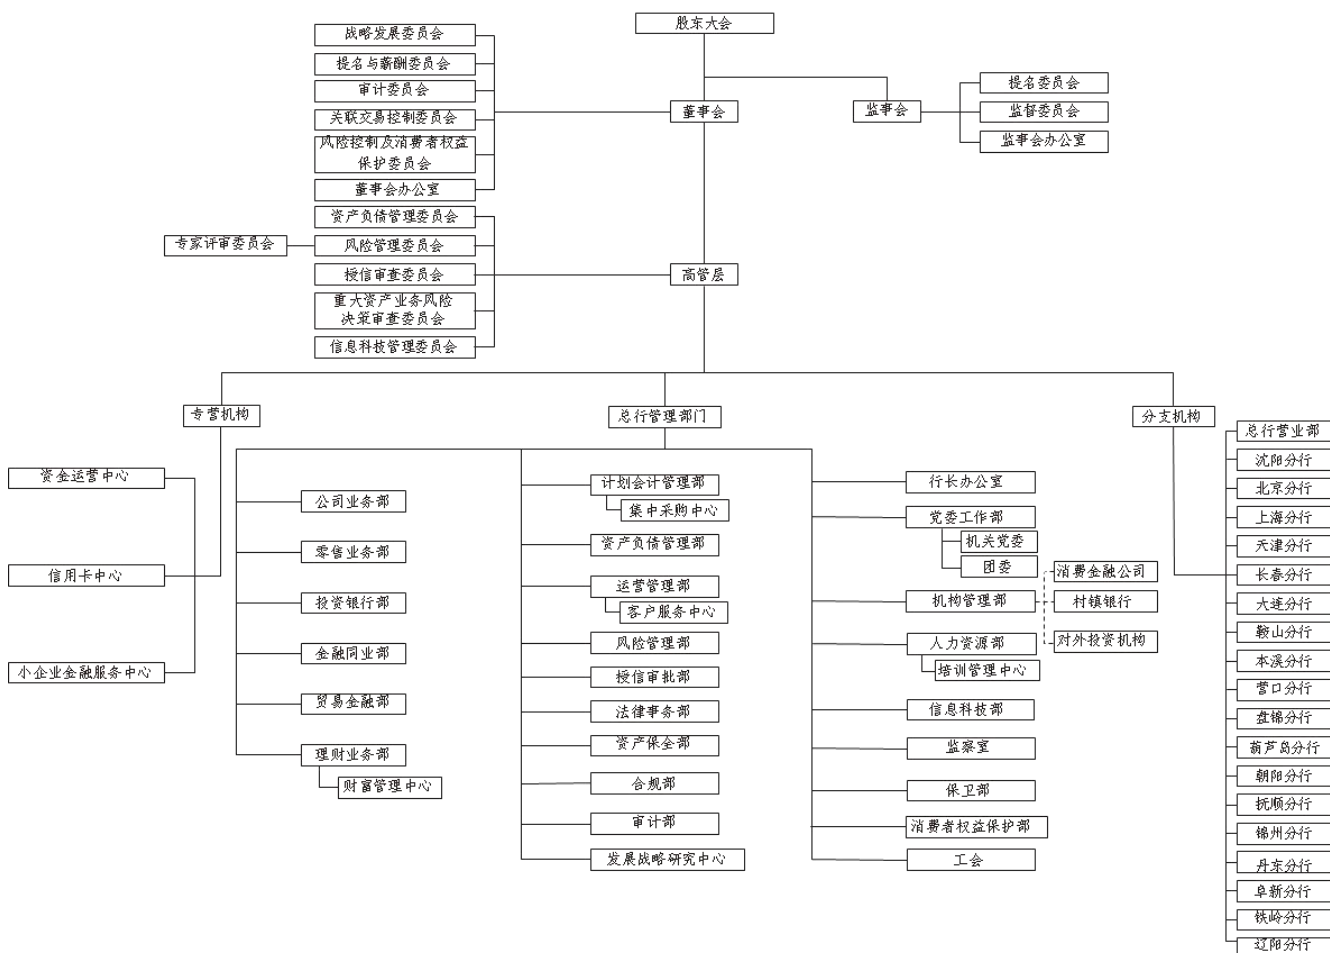 股东大会
战略发展委员会
提名与薪酬委员会
审计委员会
关联交易控制委员会
风险控制及消费者权益
保护委员会
董事会办公室
董事会
监事会
提名委员会
监督委员会
监事会办公室
资产负债管理委员会
专家评审委员会
风险管理委员会
授信审查委员会
重大资产业务风险
决策审查委员会
信息科技管理委员会
高管层
专营机构
总行管理部门
分支机构
资金运营中心
信用卡中心
小企业金融服务中心
公司业务部
零售业务部
投资银行部
金融同业部
贸易金融部
理财业务部
财富管理中心
计划会计管理部
集中采购中心
资产负债管理部
运营管理部
客户服务中心
风险管理部
授信审批部
法律事务部
资产保全部
合规部
审计部
发展战略研究中心
行长办公室
党委工作部
机关党委
团委
机构管理部
消费金融公司
村镇银行
对外投资机构
人力资源部
培训管理中心
信息科技部
监察室
保卫部
消费者权益保护部
工会
总行营业部
沈阳分行
北京分行
上海分行
天津分行
长春分行
大连分行
鞍山分行
本溪分行
营口分行
盘锦分行
葫芦岛分行
朝阳分行
抚顺分行
锦州分行
丹东分行
阜新分行
铁岭分行
辽阳分行